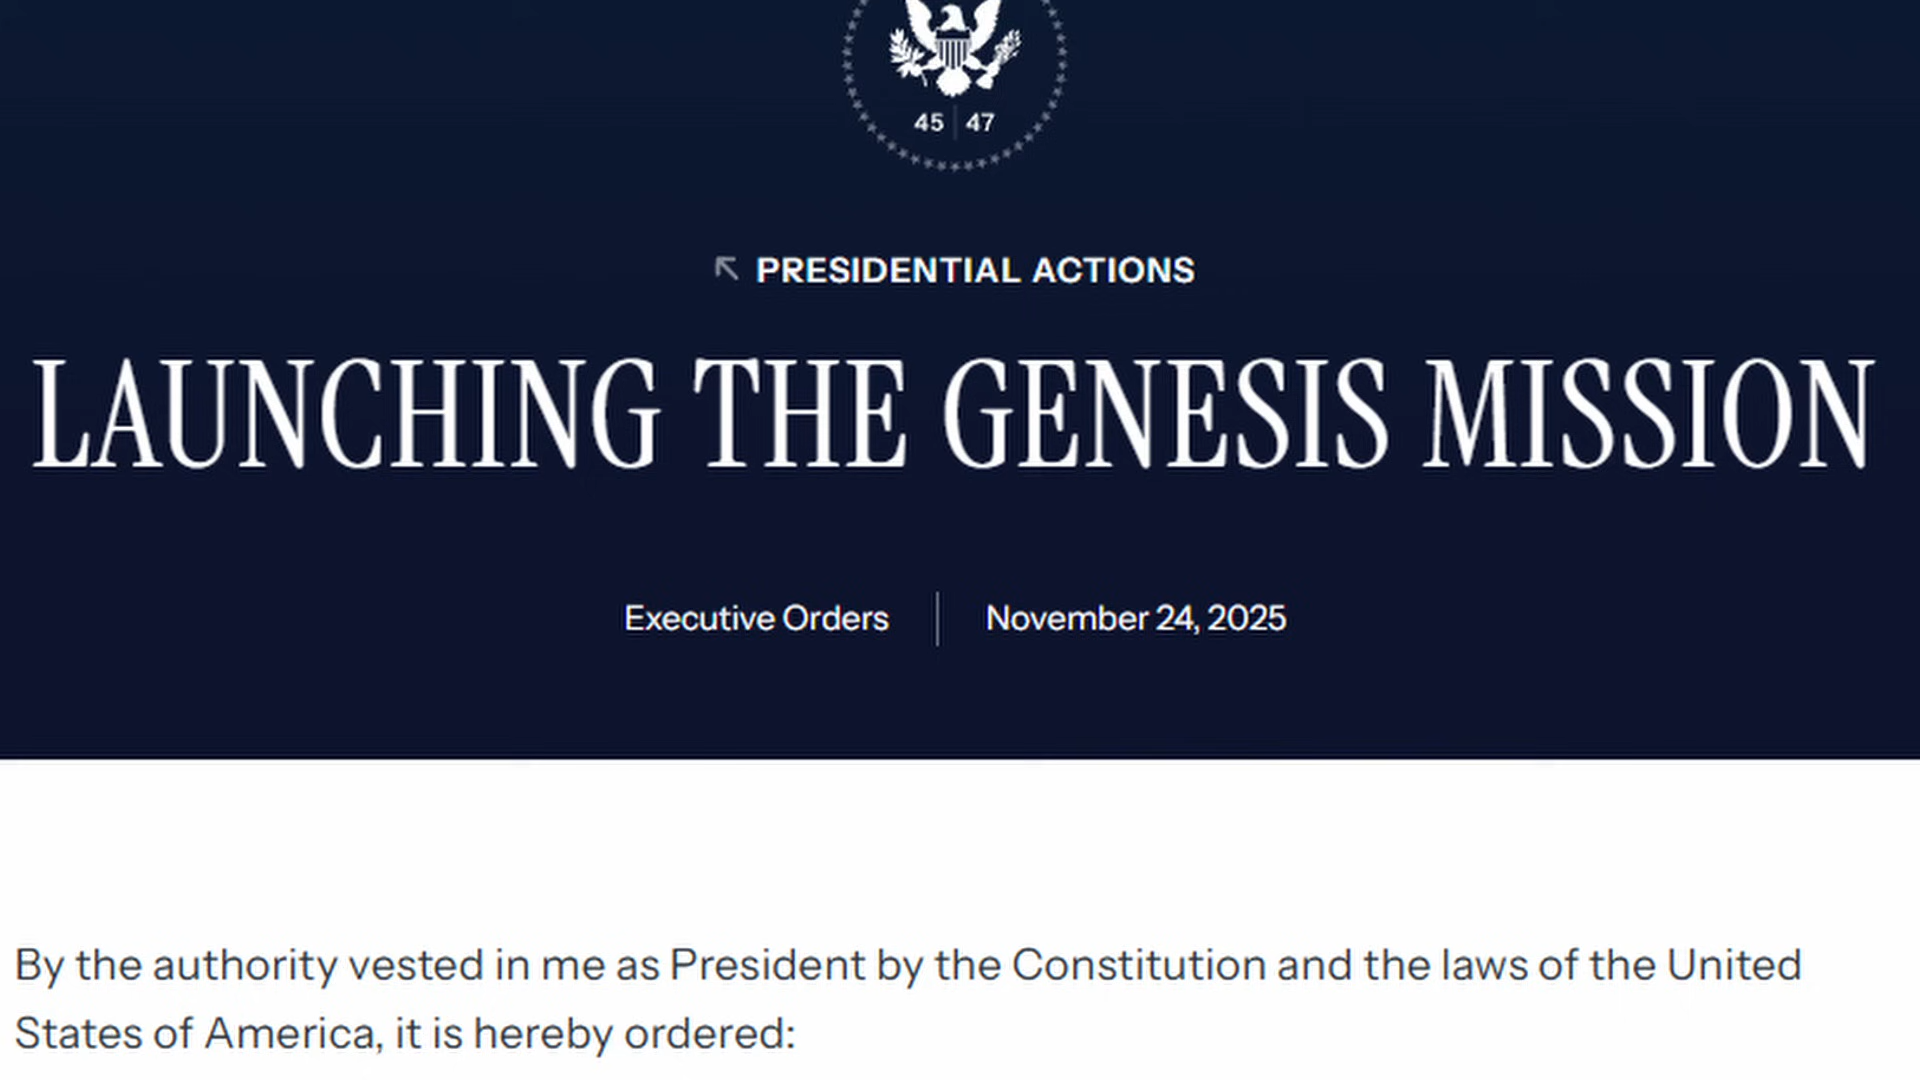 45 | 47
PRESIDENTIAL ACTIONS
LAUNCHING THE GENESIS MISSION
Executive Orders | November 24, 2025
By the authority vested in me as President by the Constitution and the laws of the United
States of America, it is hereby ordered: